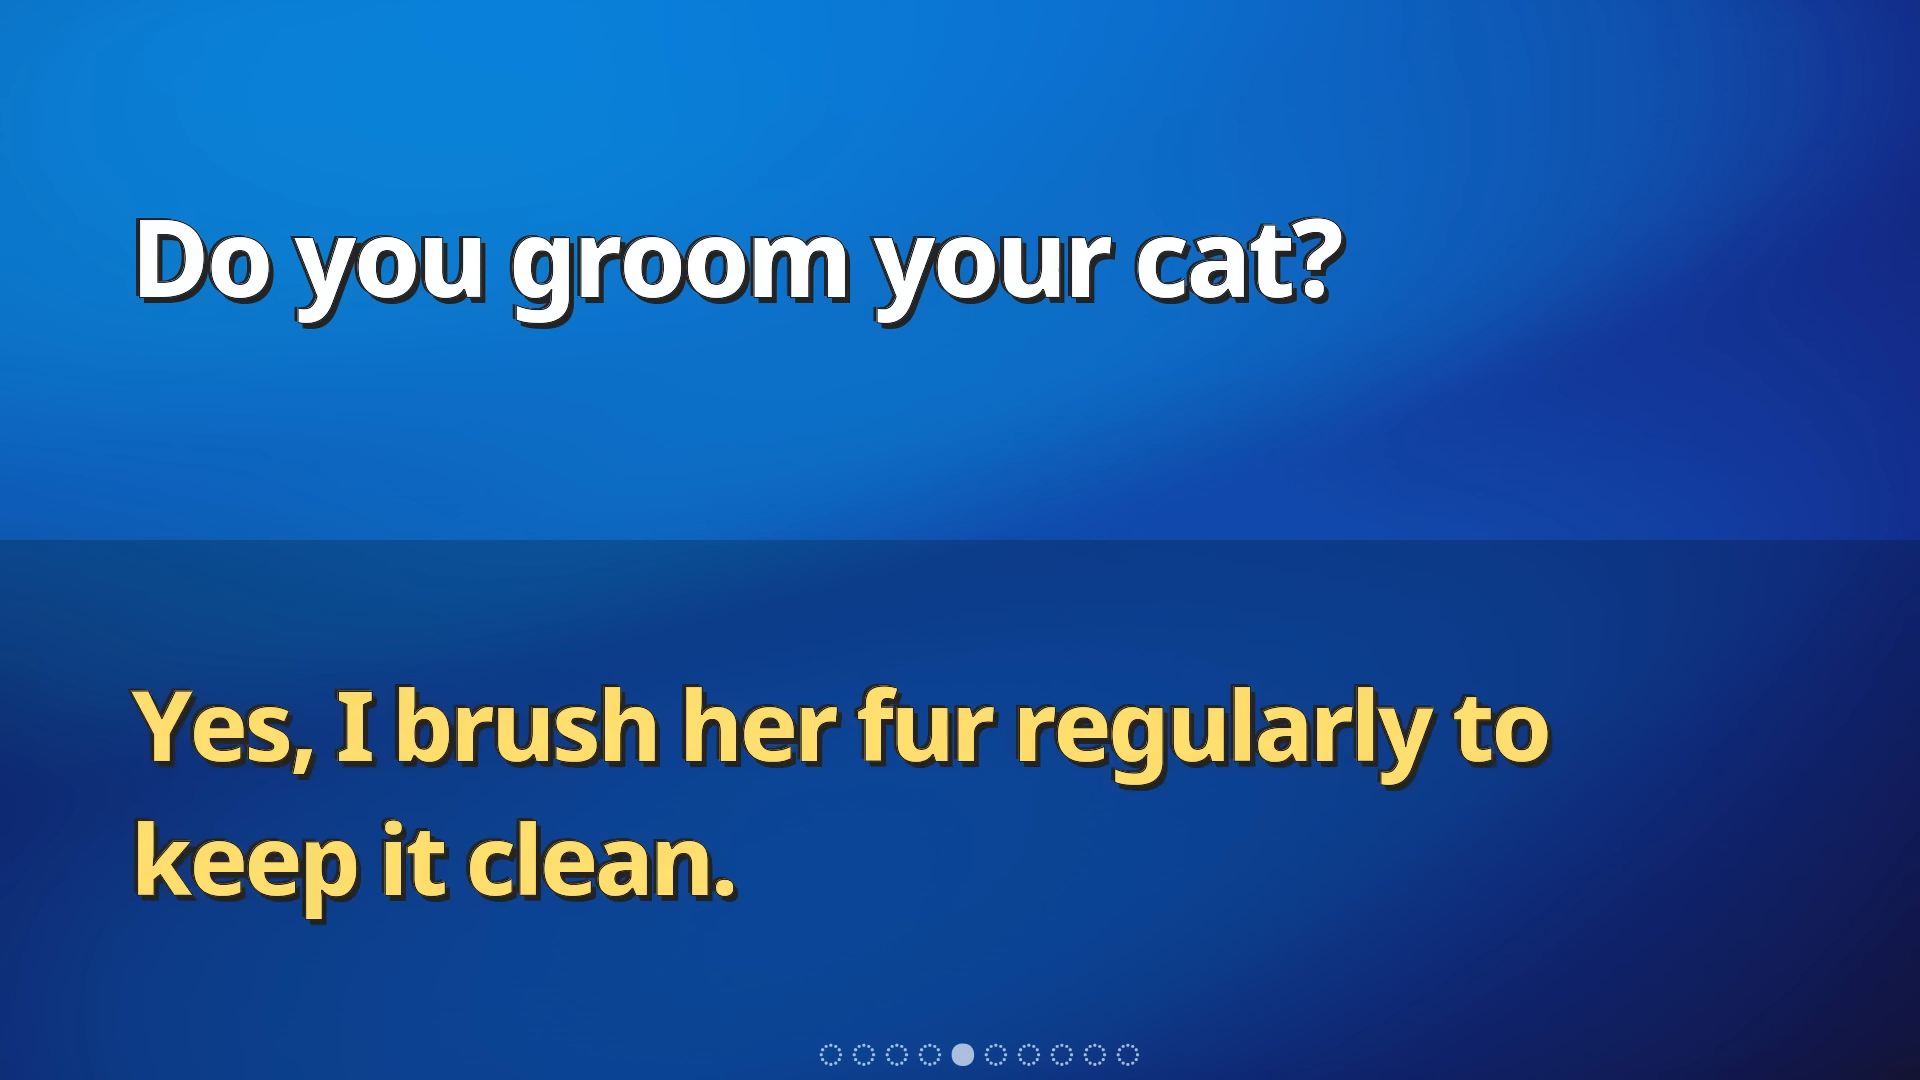 Do you groom your cat?
Yes, I brush her fur regularly to
keep it clean.